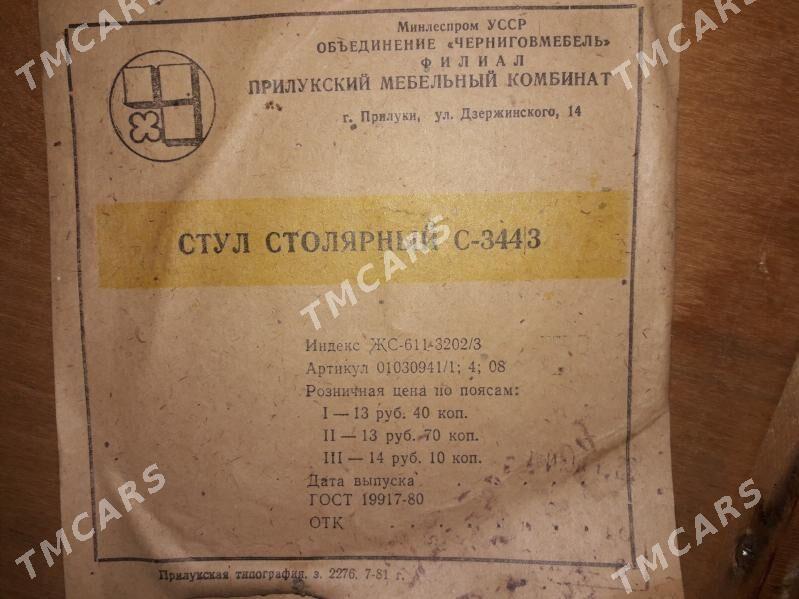 Минлеспром УССР
ОБЪЕДИНЕНИЕ «ЧЕРНИГОВМЕБЕЛЬ»
ФИЛИАЛ
ПРИЛУКСКИЙ МЕБЕЛЬНЫЙ КОМБИНАТ
г. Прилуки, ул. Дзержинского, 14
СТУЛ СТОЛЯРНЫЙ С-344/3
Индекс ЖС-611-3202/3
Артикул 01030941/1; 4; 08
Розничная цена по поясам:
I — 13 руб. 40 коп.
II — 13 руб. 70 коп.
III — 14 руб. 10 коп.
Дата выпуска
ГОСТ 19917-80
ОТК
Прилукская типография. з. 2276. 7-81 г.
TMCARS
TMCARS
TMCARS
TMCARS
TMCARS